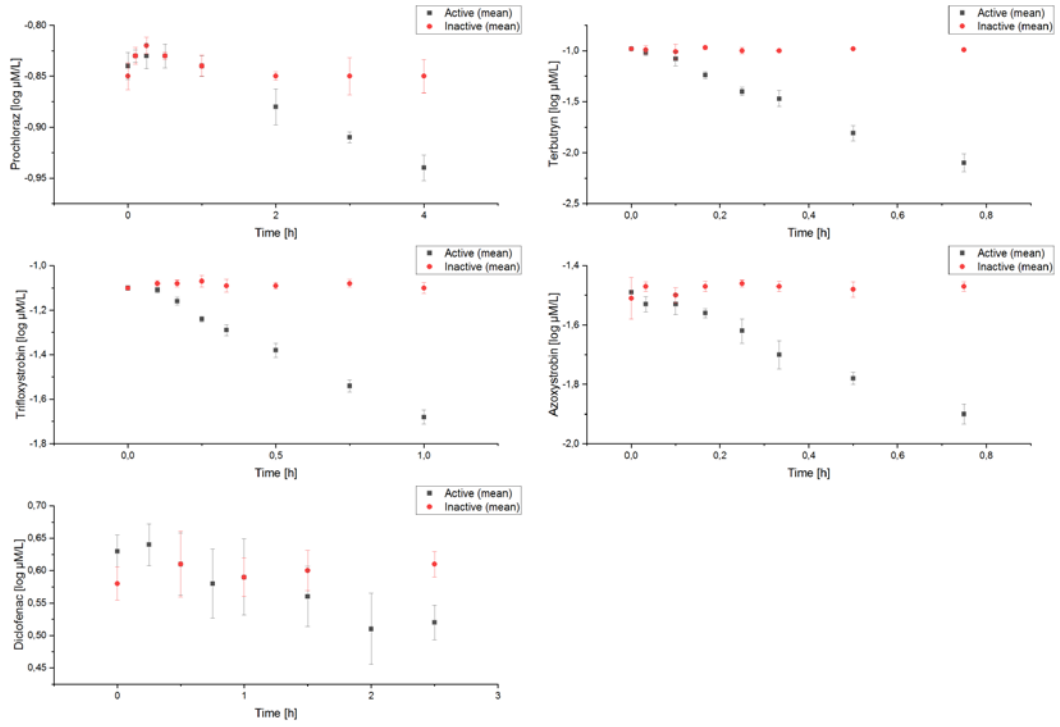 Active (mean)
Inactive (mean)
-0,80
-0,85
-0,90
-0,95
Prochloraz [log µM/L]
0
2
4
Time [h]
Active (mean)
Inactive (mean)
-1,0
-1,5
-2,0
-2,5
Terbutryn [log µM/L]
0,0
0,2
0,4
0,6
0,8
Time [h]
Active (mean)
Inactive (mean)
-1,0
-1,2
-1,4
-1,6
-1,8
Trifloxystrobin [log µM/L]
0,0
0,5
1,0
Time [h]
Active (mean)
Inactive (mean)
-1,4
-1,6
-1,8
-2,0
Azoxystrobin [log µM/L]
0,0
0,2
0,4
0,6
0,8
Time [h]
Active (mean)
Inactive (mean)
0,70
0,65
0,60
0,55
0,50
0,45
Diclofenac [log µM/L]
0
1
2
3
Time [h]